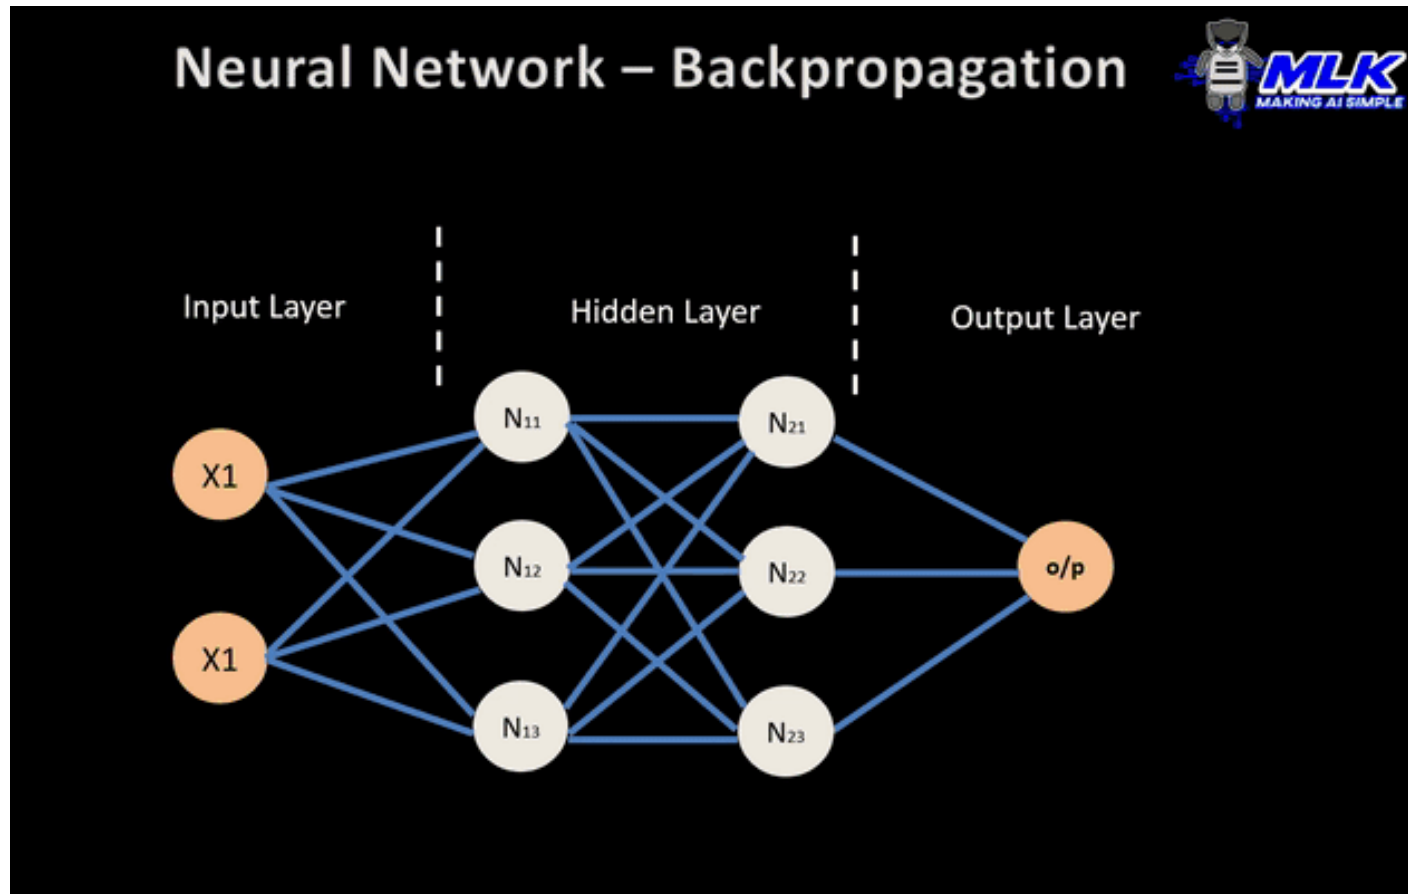 Neural Network – Backpropagation
MLK
MAKING AI SIMPLE
Input Layer
Hidden Layer
Output Layer
N₁₁
N₂₁
X1
N₁₂
N₂₂
o/p
X1
N₁₃
N₂₃